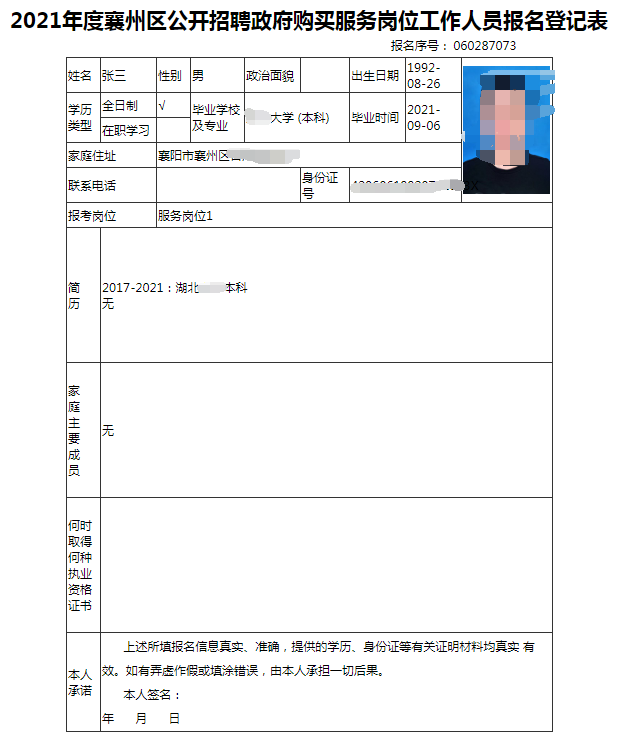 2021年度襄州区公开招聘政府购买服务岗位工作人员报名登记表
报名序号： 060287073
姓名 张三 性别 男 政治面貌 出生日期 1992-
08-26
学历
类型
全日制 √
在职学习
毕业学校
及专业
大学 (本科)
毕业时间
2021-
09-06
家庭住址 襄阳市襄州区
联系电话
身份证
号
报考岗位 服务岗位1
简
历
2017-2021：湖北 本科
无
家
庭
主
要
成
员
无
何时
取得
何种
执业
资格
证书
本人
承诺
上述所填报名信息真实、准确，提供的学历、身份证等有关证明材料均真实 有
效。如有弄虚作假或填涂错误，由本人承担一切后果。
本人签名：
年 月 日